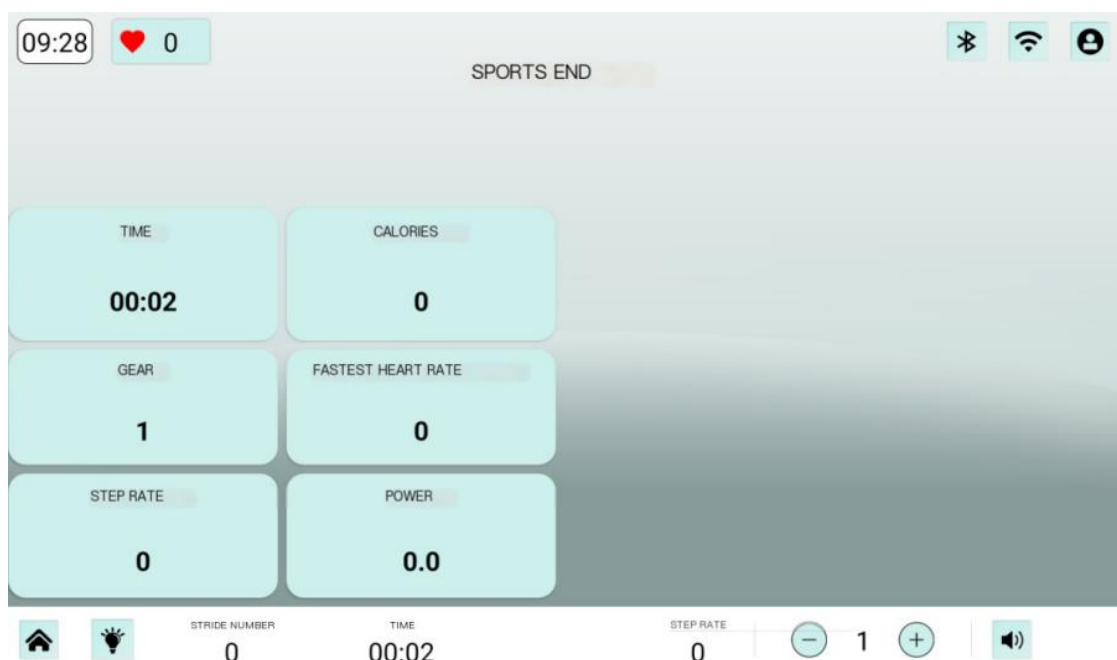 09:28 0
SPORTS END
TIME CALORIES
00:02 0
GEAR FASTEST HEART RATE
1 0
STEP RATE POWER
0 0.0
STRIDE NUMBER TIME STEP RATE
0 00:02 0 − 1 +